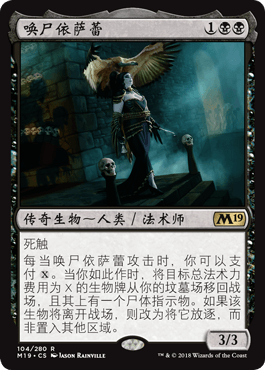 唤尸依萨蕾 1
M19
传奇生物～人类／法术师
死触
每当唤尸依萨蕾攻击时，你可以支
付X。当你如此作时，将目标总法术力
费用为X的生物牌从你的坟墓场移回战
场，且其上有一个尸体指示物。如果该
生物将离开战场，则改为将它放逐，而
非置入其他区域。
3/3
104/280 R
M19 • CS JASON RAINVILLE
™ & © 2018 Wizards of the Coast